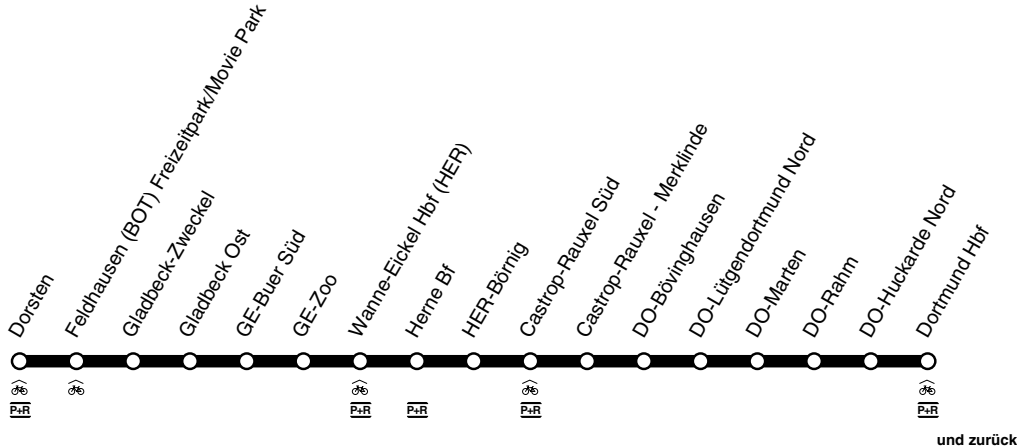 Dorsten
Feldhausen (BOT) Freizeitpark/Movie Park
Gladbeck-Zweckel
Gladbeck Ost
GE-Buer Süd
GE-Zoo
Wanne-Eickel Hbf (HER)
Herne Bf
HER-Börnig
Castrop-Rauxel Süd
Castrop-Rauxel - Merklinde
DO-Bövinghausen
DO-Lütgendortmund Nord
DO-Marten
DO-Rahm
DO-Huckarde Nord
Dortmund Hbf
P+R
P+R
P+R
P+R
P+R
und zurück